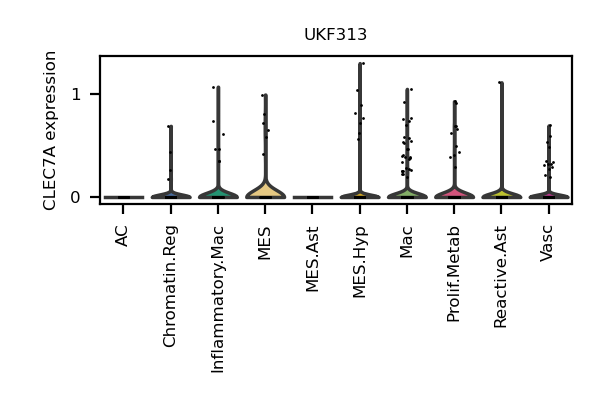 UKF313
CLEC7A expression
1
0
AC
Chromatin.Reg
Inflammatory.Mac
MES
MES.Ast
MES.Hyp
Mac
Prolif.Metab
Reactive.Ast
Vasc